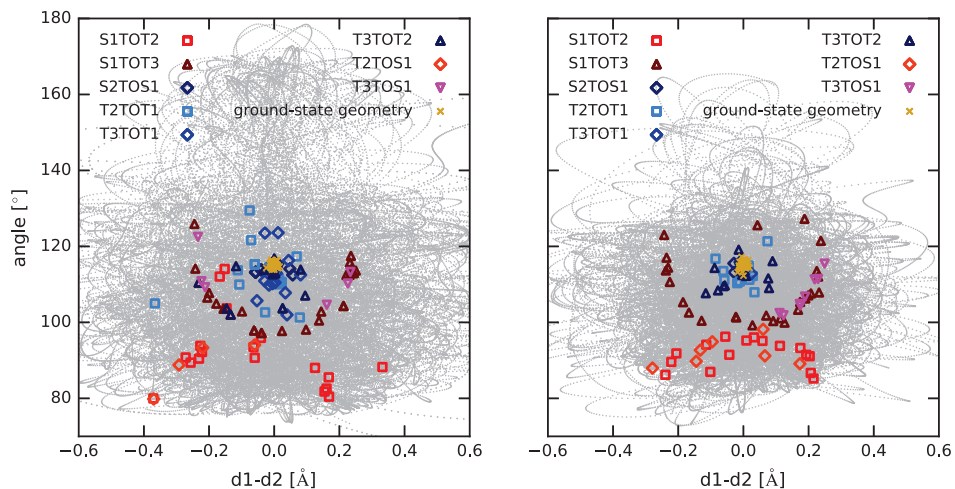 180
160
140
120
100
80
angle [°]
S1TOT2
S1TOT3
S2TOS1
T2TOT1
T3TOT1
T3TOT2
T2TOS1
T3TOS1
ground-state geometry
−0.6
−0.4
−0.2
0.0
0.2
0.4
0.6
d1-d2 [Å]
S1TOT2
S1TOT3
S2TOS1
T2TOT1
T3TOT1
T3TOT2
T2TOS1
T3TOS1
ground-state geometry
−0.6
−0.4
−0.2
0.0
0.2
0.4
0.6
d1-d2 [Å]